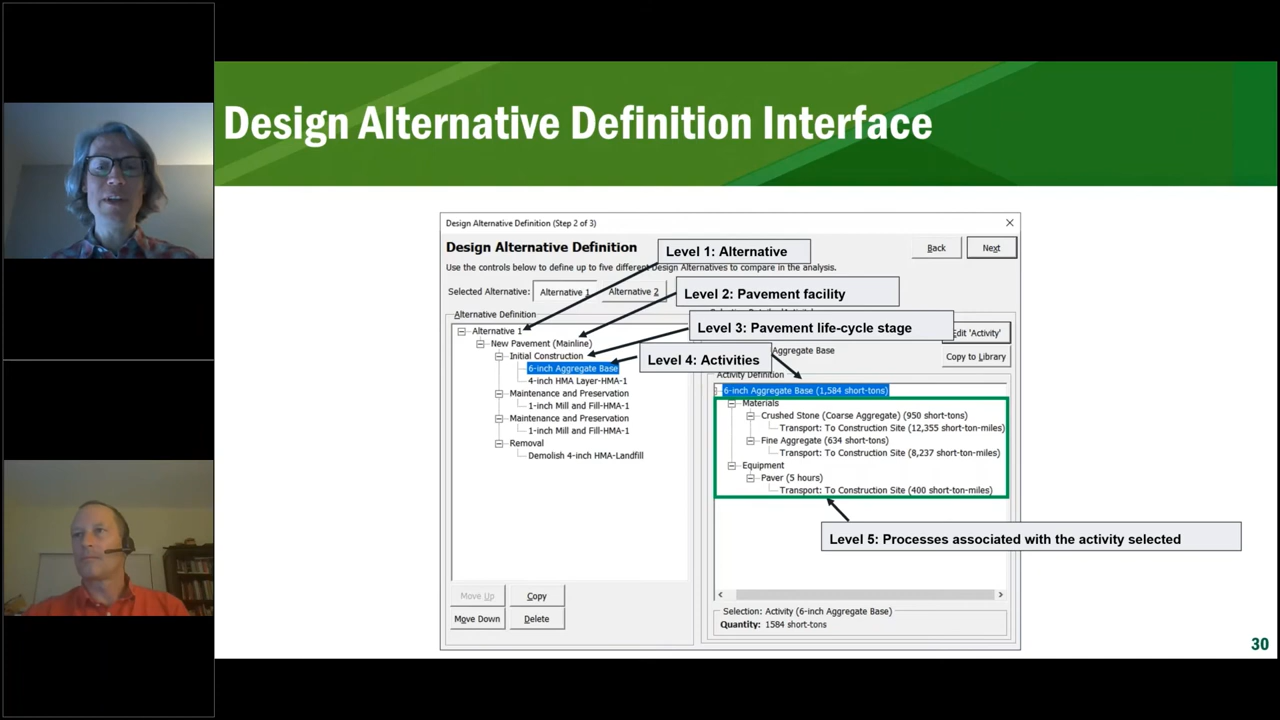 Design Alternative Definition Interface
Design Alternative Definition (Step 2 of 3)
Design Alternative Definition
Level 1: Alternative
Back
Next
Use the controls below to define up to five different Design Alternatives to compare in the analysis.
Selected Alternative:
Alternative 1
Alternative 2
Level 2: Pavement facility
Alternative Definition
Level 3: Pavement life-cycle stage
Level 4: Activities
Alternative 1
New Pavement (Mainline)
Initial Construction
6-inch Aggregate Base
4-inch HMA Layer-HMA-1
Maintenance and Preservation
1-inch Mill and Fill-HMA-1
Maintenance and Preservation
1-inch Mill and Fill-HMA-1
Removal
Demolish 4-inch HMA-Landfill
Move Up
Copy
Move Down
Delete
Edit 'Activity'
Aggregate Base
Copy to Library
Activity Definition
6-inch Aggregate Base (1,584 short-tons)
Materials
Crushed Stone (Coarse Aggregate) (950 short-tons)
Transport: To Construction Site (12,355 short-ton-miles)
Fine Aggregate (634 short-tons)
Transport: To Construction Site (8,237 short-ton-miles)
Equipment
Paver (5 hours)
Transport: To Construction Site (400 short-ton-miles)
Level 5: Processes associated with the activity selected
Selection: Activity (6-inch Aggregate Base)
Quantity: 1584 short-tons
30